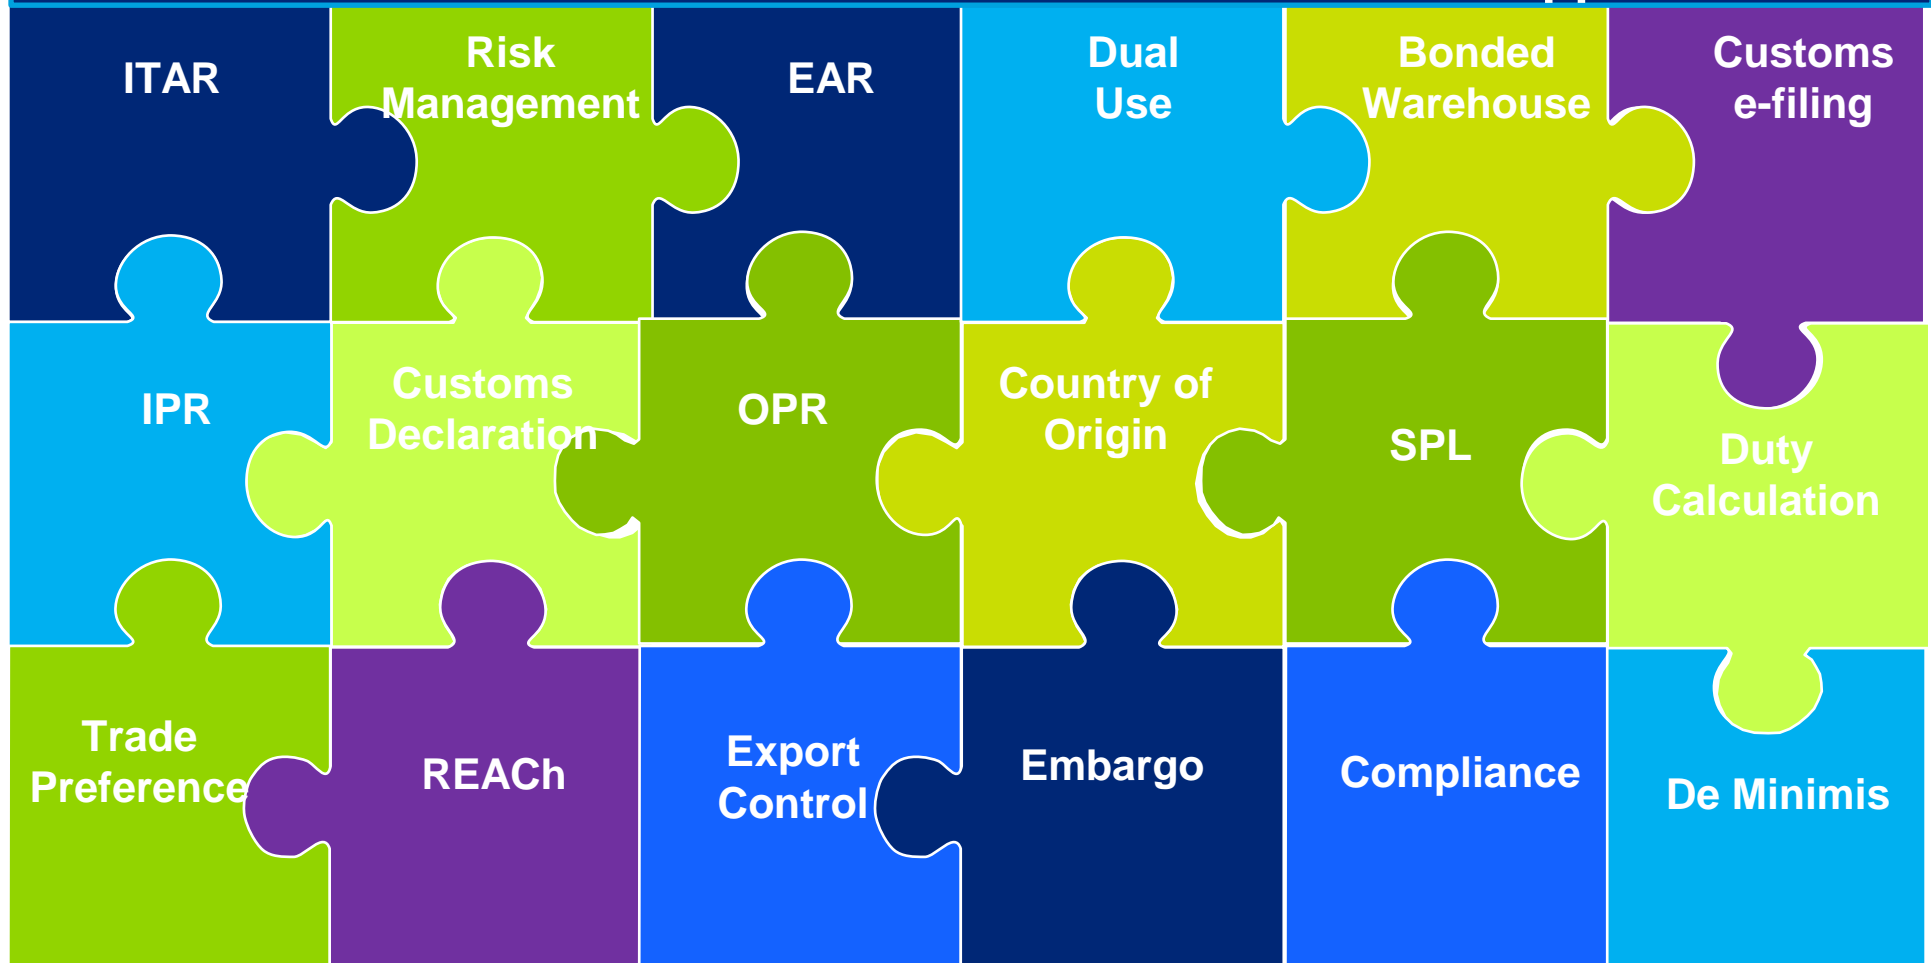 ITAR
Risk
Management
EAR
Dual
Use
Bonded
Warehouse
Customs
e-filing
IPR
Customs
Declaration
OPR
Country of
Origin
SPL
Duty
Calculation
Trade
Preference
REACh
Export
Control
Embargo
Compliance
De Minimis